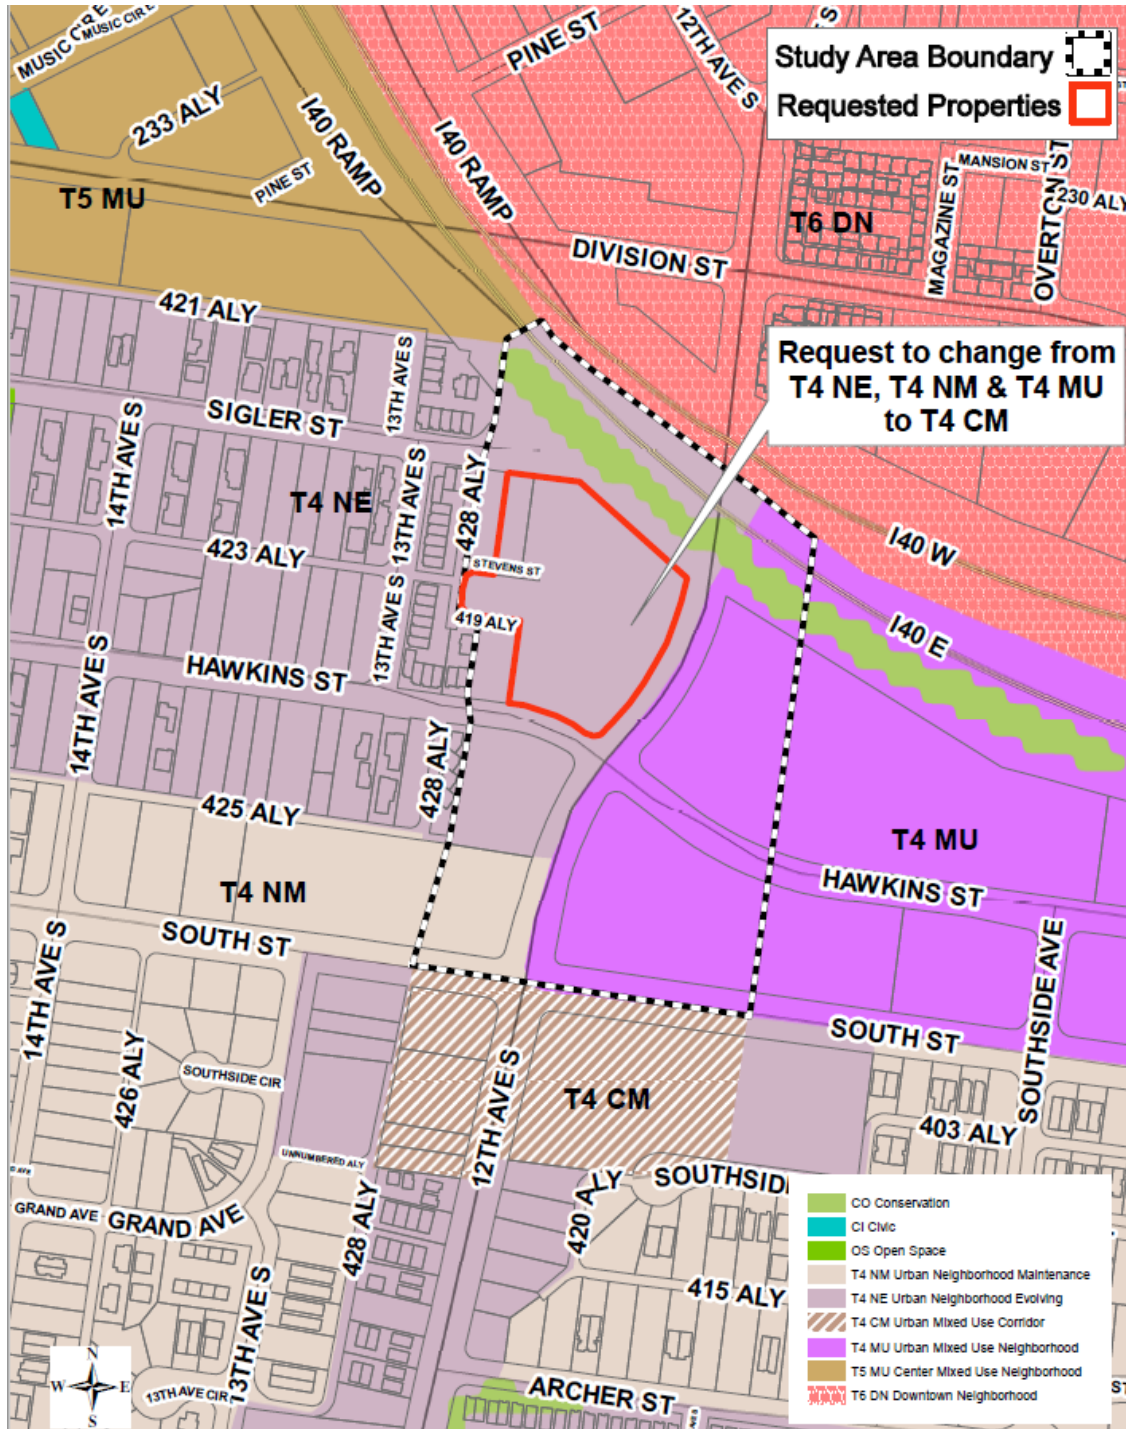 MUSIC CIR E
MUSIC CIR E
PINE ST
12TH AVE S
S
Study Area Boundary
Requested Properties
233 ALY
I40 RAMP
I40 RAMP
PINE ST
T5 MU
MANSION ST
MAGAZINE ST
OVERTON ST
230 ALY
T6 DN
DIVISION ST
421 ALY
Request to change from
T4 NE, T4 NM & T4 MU
to T4 CM
13TH AVE S
SIGLER ST
14TH AVE S
T4 NE
13TH AVE S
428 ALY
423 ALY
STEVENS ST
I40 W
13TH AVE S
419 ALY
I40 E
HAWKINS ST
14TH AVE S
428 ALY
425 ALY
T4 MU
T4 NM
HAWKINS ST
SOUTH ST
14TH AVE S
SOUTHSIDE AVE
SOUTH ST
426 ALY
SOUTHSIDE CIR
12TH AVE S
T4 CM
403 ALY
UNNUMBERED ALY
D AVE
SOUTHSID
GRAND AVE
GRAND AVE
428 ALY
420 ALY
415 ALY
13TH AVE S
13TH AVE CIR
ARCHER ST
AVE S
ST
N
W E
S
CO Conservation
CI Civic
OS Open Space
T4 NM Urban Neighborhood Maintenance
T4 NE Urban Neighborhood Evolving
T4 CM Urban Mixed Use Corridor
T4 MU Urban Mixed Use Neighborhood
T5 MU Center Mixed Use Neighborhood
T6 DN Downtown Neighborhood